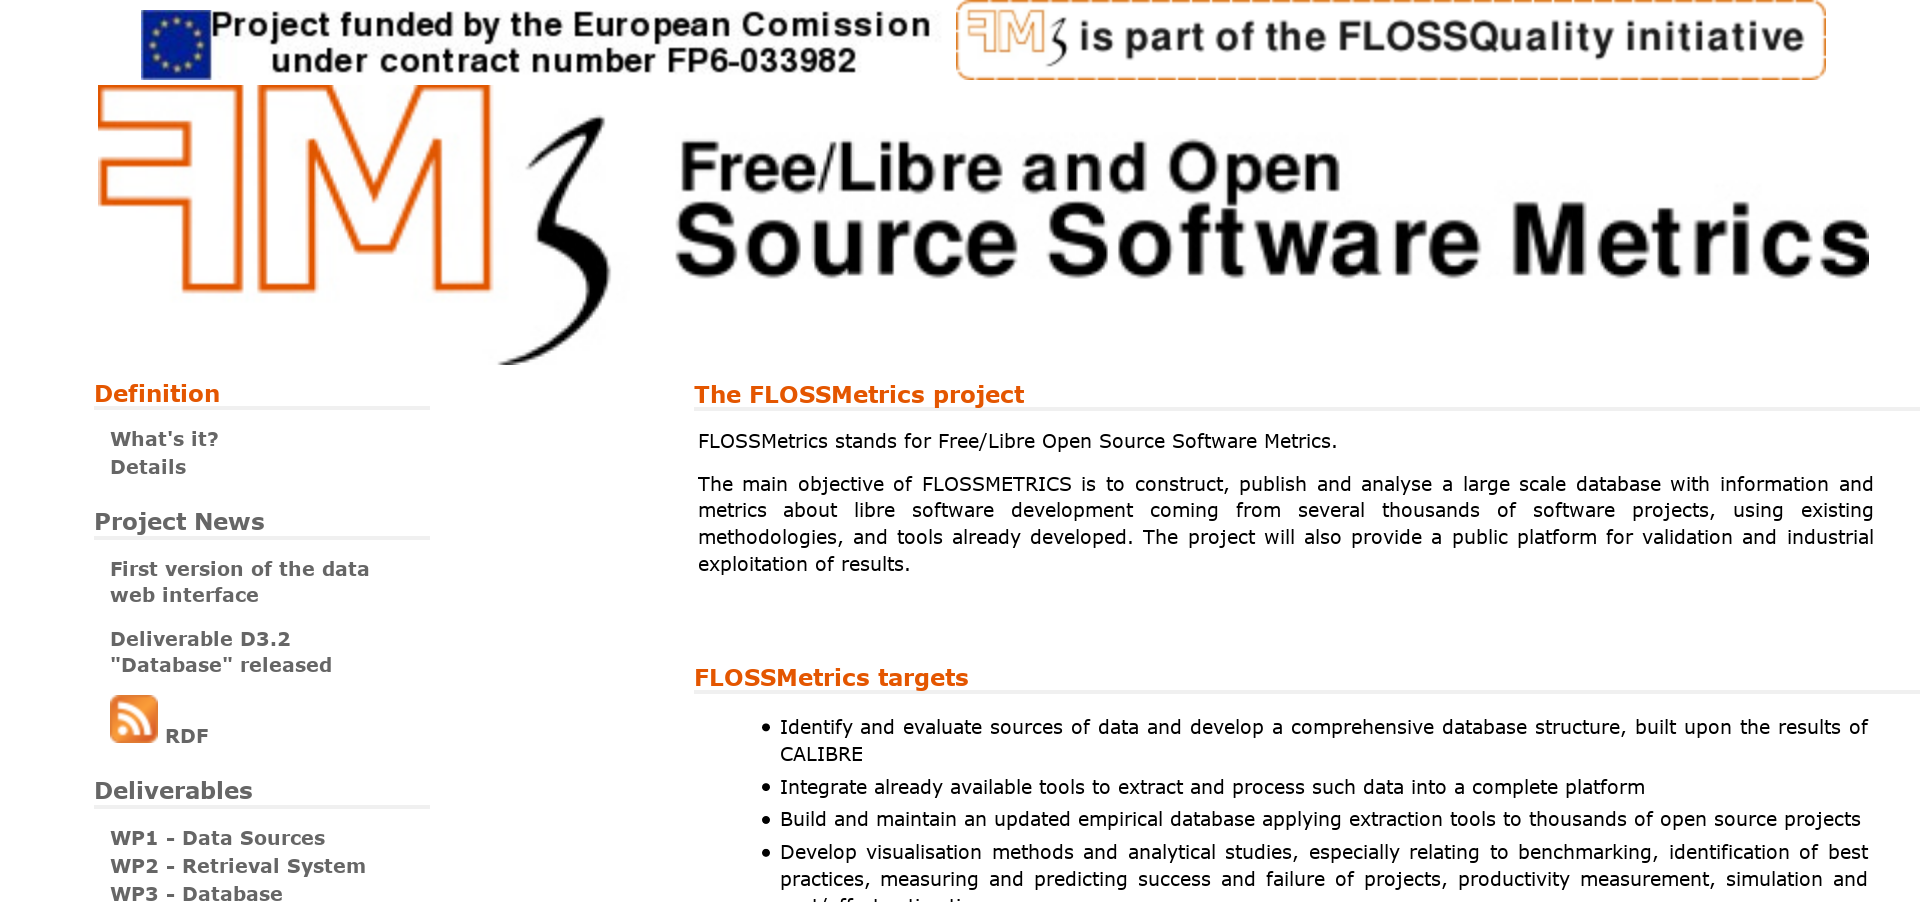 Project funded by the European Comission
under contract number FP6-033982
FM3 is part of the FLOSSQuality initiative
FM3
Free/Libre and Open
Source Software Metrics
Definition
What's it?
Details
Project News
First version of the data
web interface
Deliverable D3.2
"Database" released
RDF
Deliverables
WP1 - Data Sources
WP2 - Retrieval System
WP3 - Database
The FLOSSMetrics project
FLOSSMetrics stands for Free/Libre Open Source Software Metrics.
The main objective of FLOSSMETRICS is to construct, publish and analyse a large scale database with information and
metrics about libre software development coming from several thousands of software projects, using existing
methodologies, and tools already developed. The project will also provide a public platform for validation and industrial
exploitation of results.
FLOSSMetrics targets
Identify and evaluate sources of data and develop a comprehensive database structure, built upon the results of
CALIBRE
Integrate already available tools to extract and process such data into a complete platform
Build and maintain an updated empirical database applying extraction tools to thousands of open source projects
Develop visualisation methods and analytical studies, especially relating to benchmarking, identification of best
practices, measuring and predicting success and failure of projects, productivity measurement, simulation and